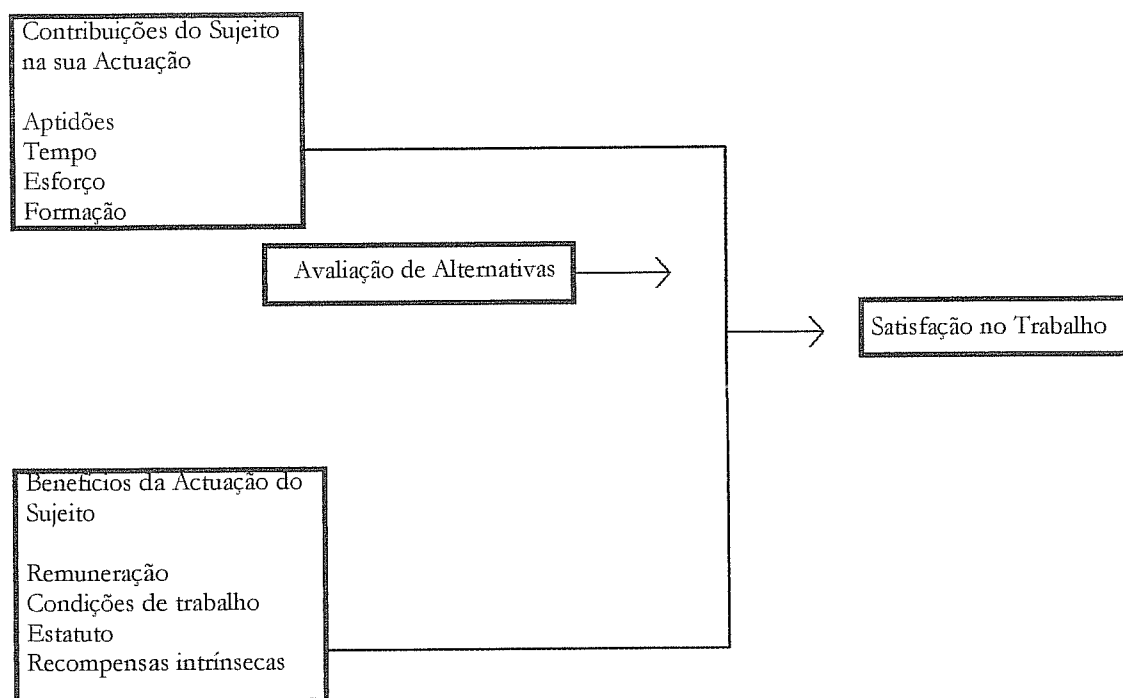 Contribuições do Sujeito
na sua Actuação
Aptidões
Tempo
Esforço
Formação
Avaliação de Alternativas
Satisfação no Trabalho
Benefícios da Actuação do
Sujeito
Remuneração
Condições de trabalho
Estatuto
Recompensas intrínsecas